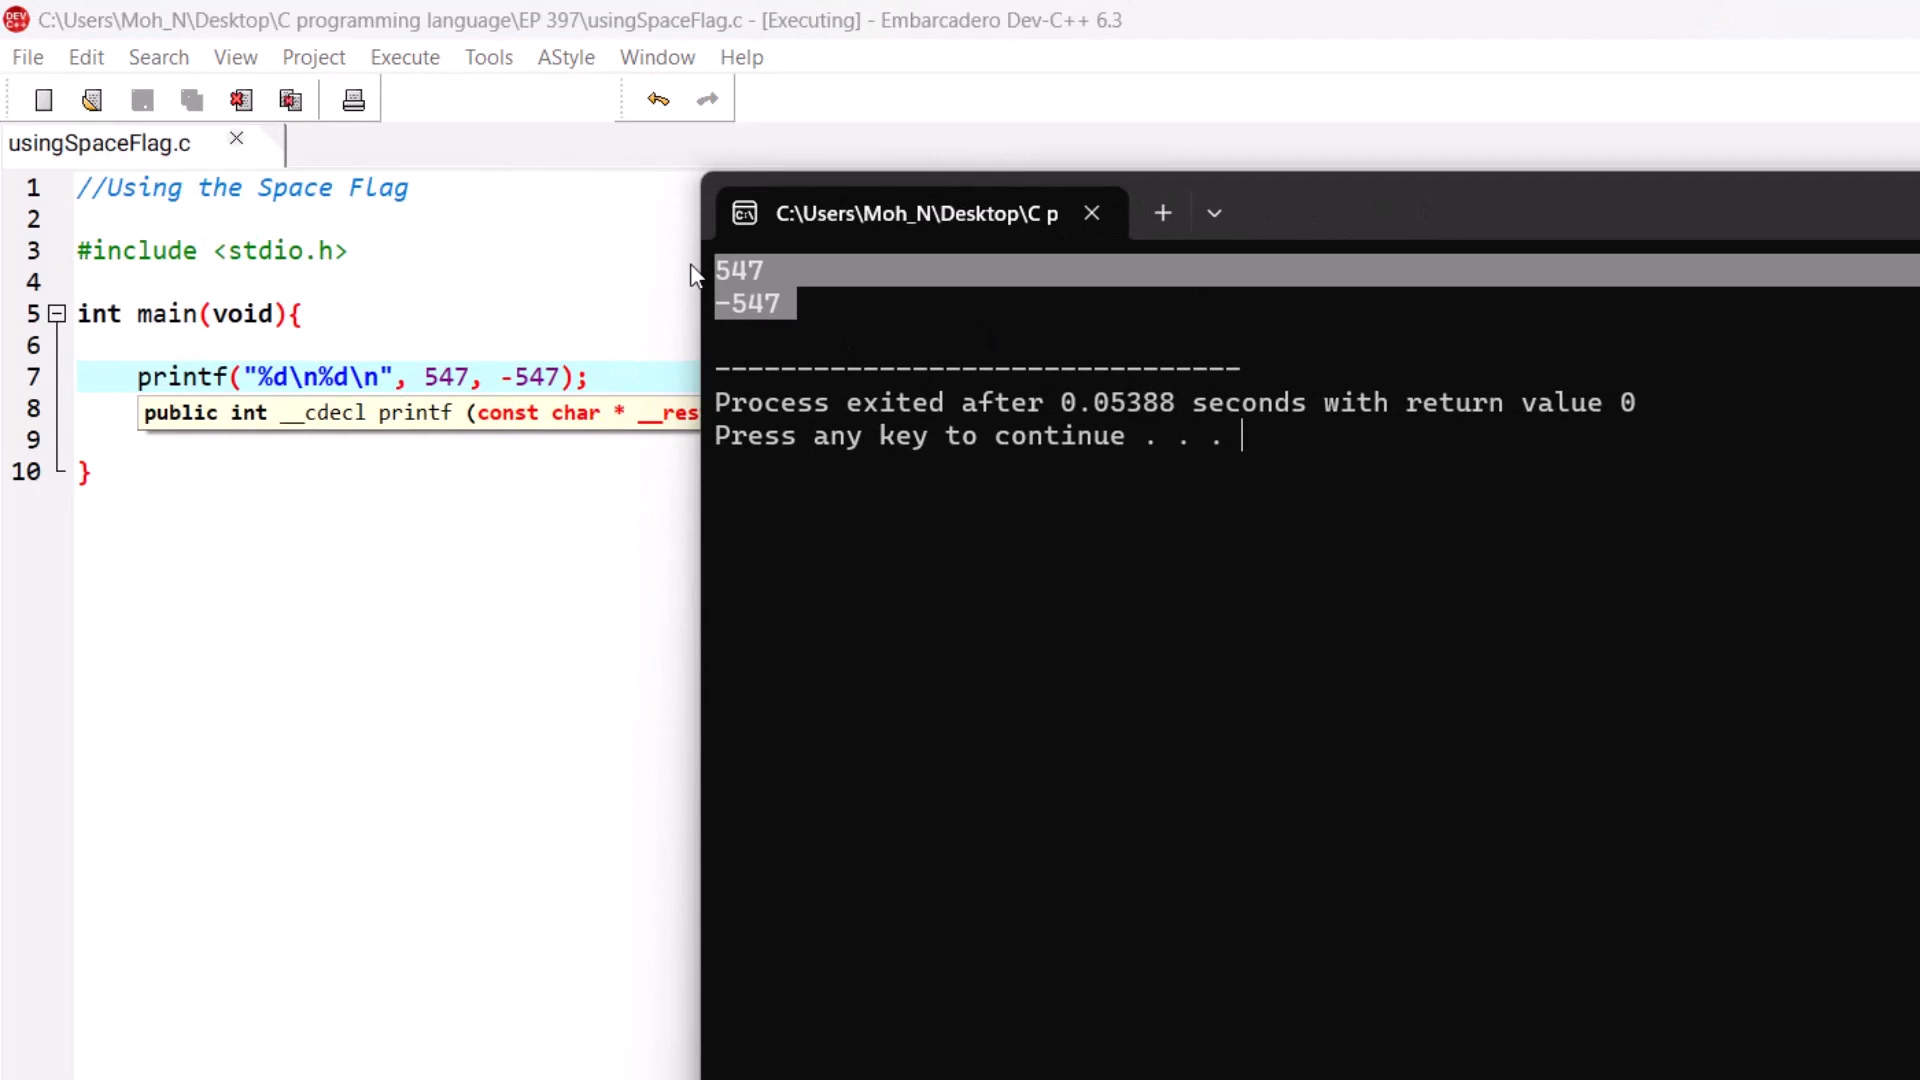 C:\Users\Moh_N\Desktop\C programming language\EP 397\usingSpaceFlag.c - [Executing] - Embarcadero Dev-C++ 6.3
File Edit Search View Project Execute Tools AStyle Window Help
usingSpaceFlag.c
1 //Using the Space Flag
2
3 #include <stdio.h>
4
5 int main(void){
6
7 printf("%d\n%d\n", 547, -547);
8 public int __cdecl printf (const char * __res
9
10 }
C:\Users\Moh_N\Desktop\C p
547
-547
--------------------------------
Process exited after 0.05388 seconds with return value 0
Press any key to continue . . .